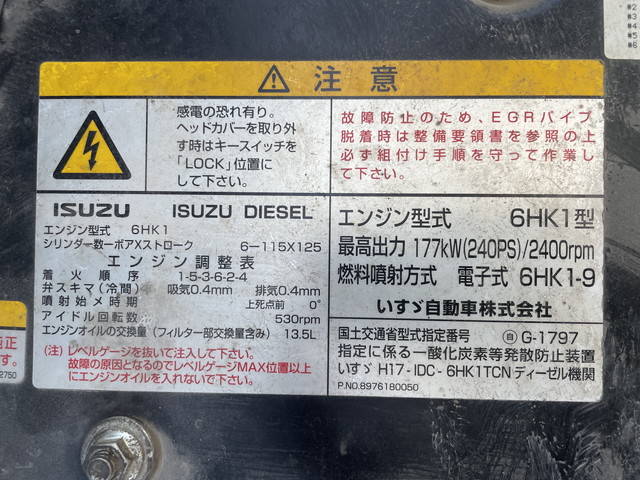 注意
感電の恐れ有り。
ヘッドカバーを取り外
す時はキースイッチを
「LOCK」位置に
して下さい。
故障防止のため、EGRパイプ
脱着時は整備要領書を参照の上
必ず組付け手順を守って作業し
て下さい。
ISUZU ISUZU DIESEL
エンジン型式 6HK1
シリンダー数ーボアXストローク 6-115X125
エンジン調整表
着火順序 1-5-3-6-2-4
弁スキマ(冷間) 吸気0.4mm 排気0.4mm
噴射始メ時期 上死点前 0°
アイドル回転数 530rpm
エンジンオイルの交換量(フィルター部交換量含み) 13.5L
(注)レベルゲージを抜いて注入して下さい。
故障の原因となるのでレベルゲージMAX位置以上
にエンジンオイルを入れないで下さい。
エンジン型式 6HK1型
最高出力 177kW(240PS)/2400rpm
燃料噴射方式 電子式 6HK1-9
いすゞ自動車株式会社
国土交通省型式指定番号 自 G-1797
指定に係る一酸化炭素等発散防止装置
いすゞ H17-IDC-6HK1TCN ディーゼル機関
P.NO.8976180050
純正
す。
2750
*2
*3
*4
*5
*6